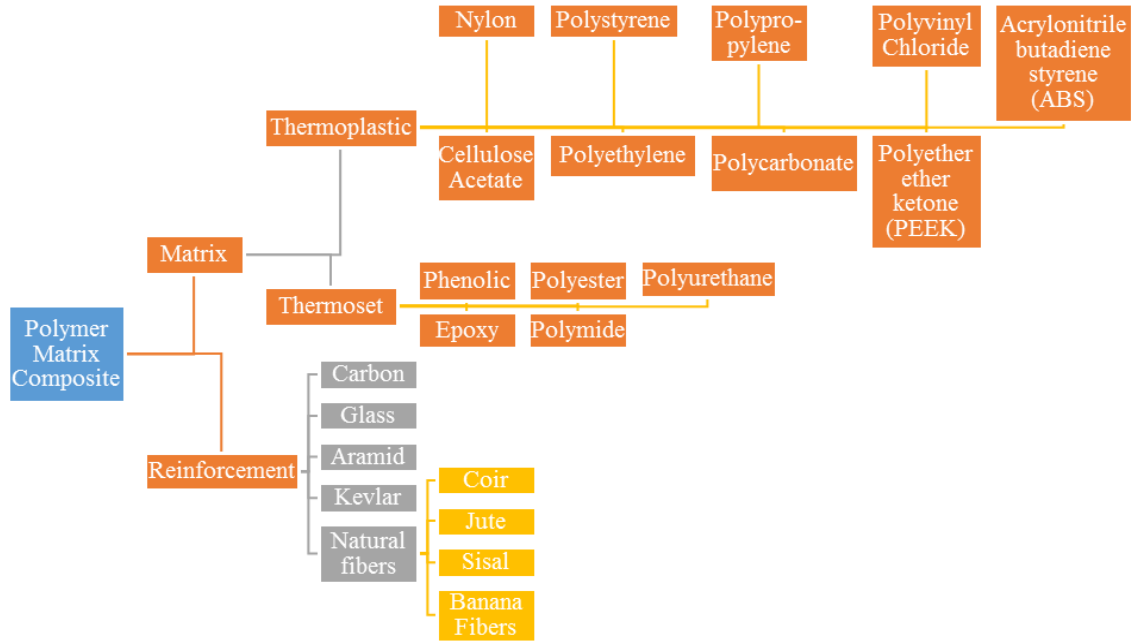 Nylon
Polystyrene
Polypro-
pylene
Polyvinyl
Chloride
Acrylonitrile
butadiene
styrene
(ABS)
Thermoplastic
Cellulose
Acetate
Polyethylene
Polycarbonate
Polyether
ether
ketone
(PEEK)
Matrix
Thermoset
Phenolic
Polyester
Polyurethane
Epoxy
Polymide
Polymer
Matrix
Composite
Reinforcement
Carbon
Glass
Aramid
Kevlar
Natural
fibers
Coir
Jute
Sisal
Banana
Fibers